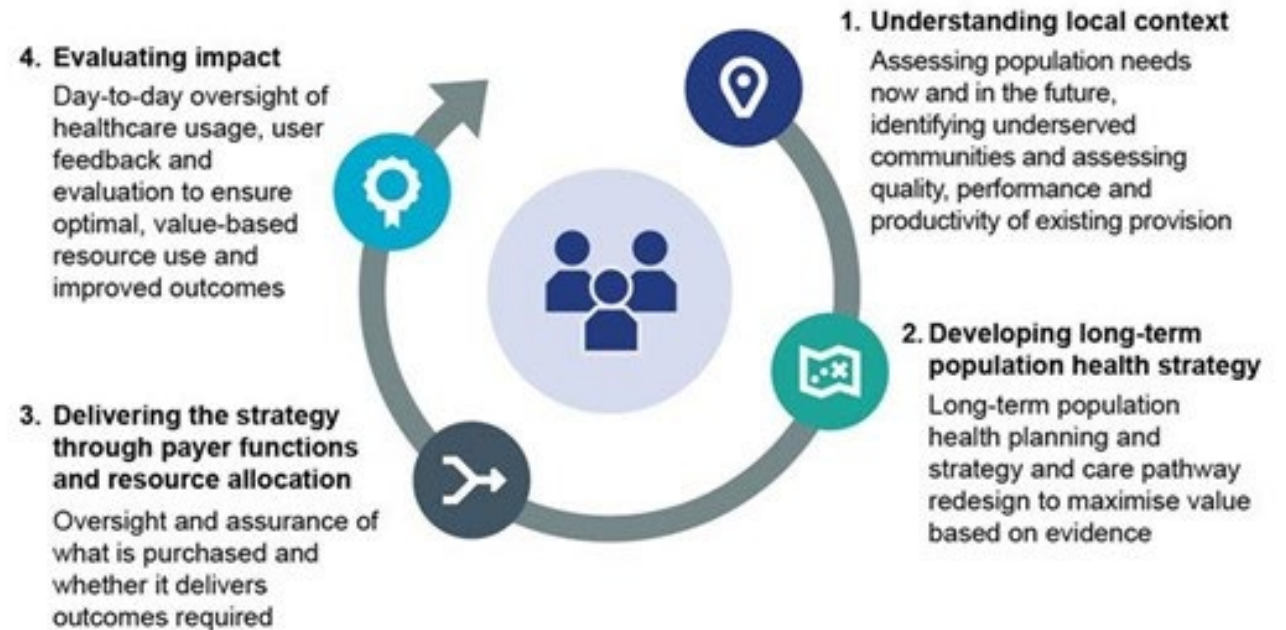 1. Understanding local context
Assessing population needs
now and in the future,
identifying underserved
communities and assessing
quality, performance and
productivity of existing provision
2. Developing long-term
population health strategy
Long-term population
health planning and
strategy and care pathway
redesign to maximise value
based on evidence
3. Delivering the strategy
through payer functions
and resource allocation
Oversight and assurance of
what is purchased and
whether it delivers
outcomes required
4. Evaluating impact
Day-to-day oversight of
healthcare usage, user
feedback and
evaluation to ensure
optimal, value-based
resource use and
improved outcomes